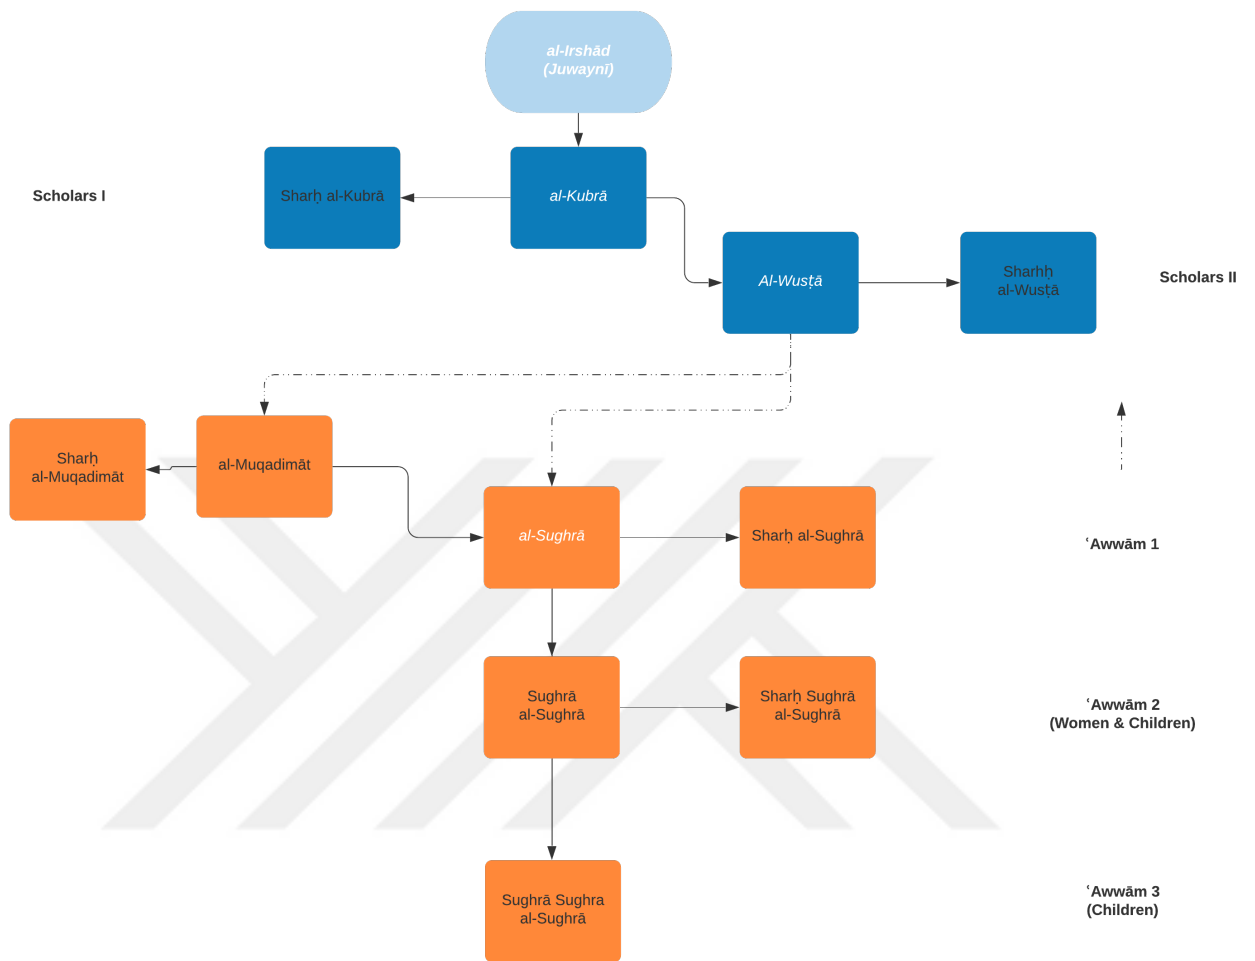 al-Irshād
(Juwaynī)
Scholars I
Sharḥ al-Kubrā
al-Kubrā
Al-Wusṭā
Sharhḥ
al-Wusṭā
Scholars II
Sharḥ
al-Muqadimāt
al-Muqadimāt
al-Sughrā
Sharḥ al-Sughrā
ʿAwwām 1
Sughrā
al-Sughrā
Sharḥ Sughrā
al-Sughrā
ʿAwwām 2
(Women & Children)
Sughrā Sughra
al-Sughrā
ʿAwwām 3
(Children)